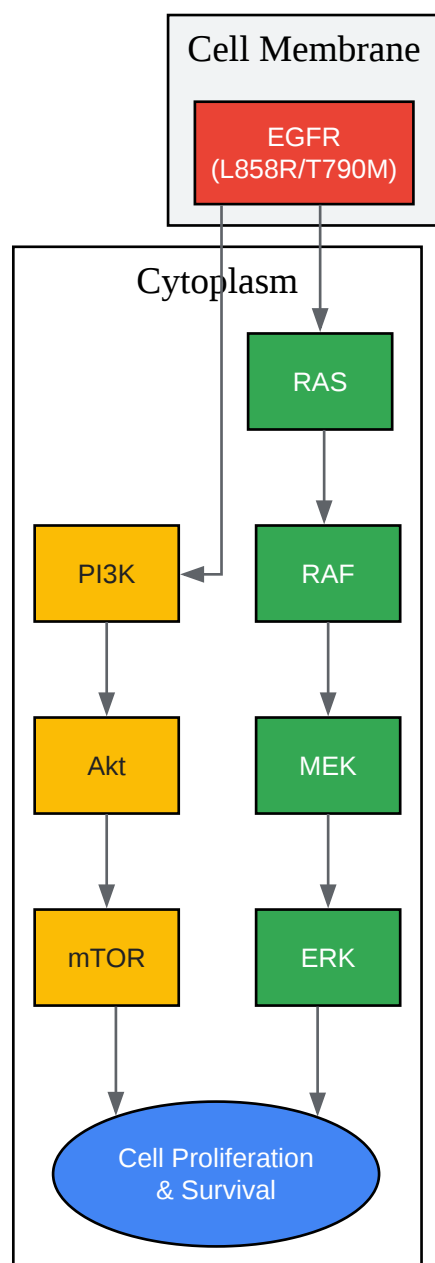 Cell Membrane
EGFR
(L858R/T790M)
Cytoplasm
RAS
PI3K
RAF
Akt
MEK
mTOR
ERK
Cell Proliferation
& Survival